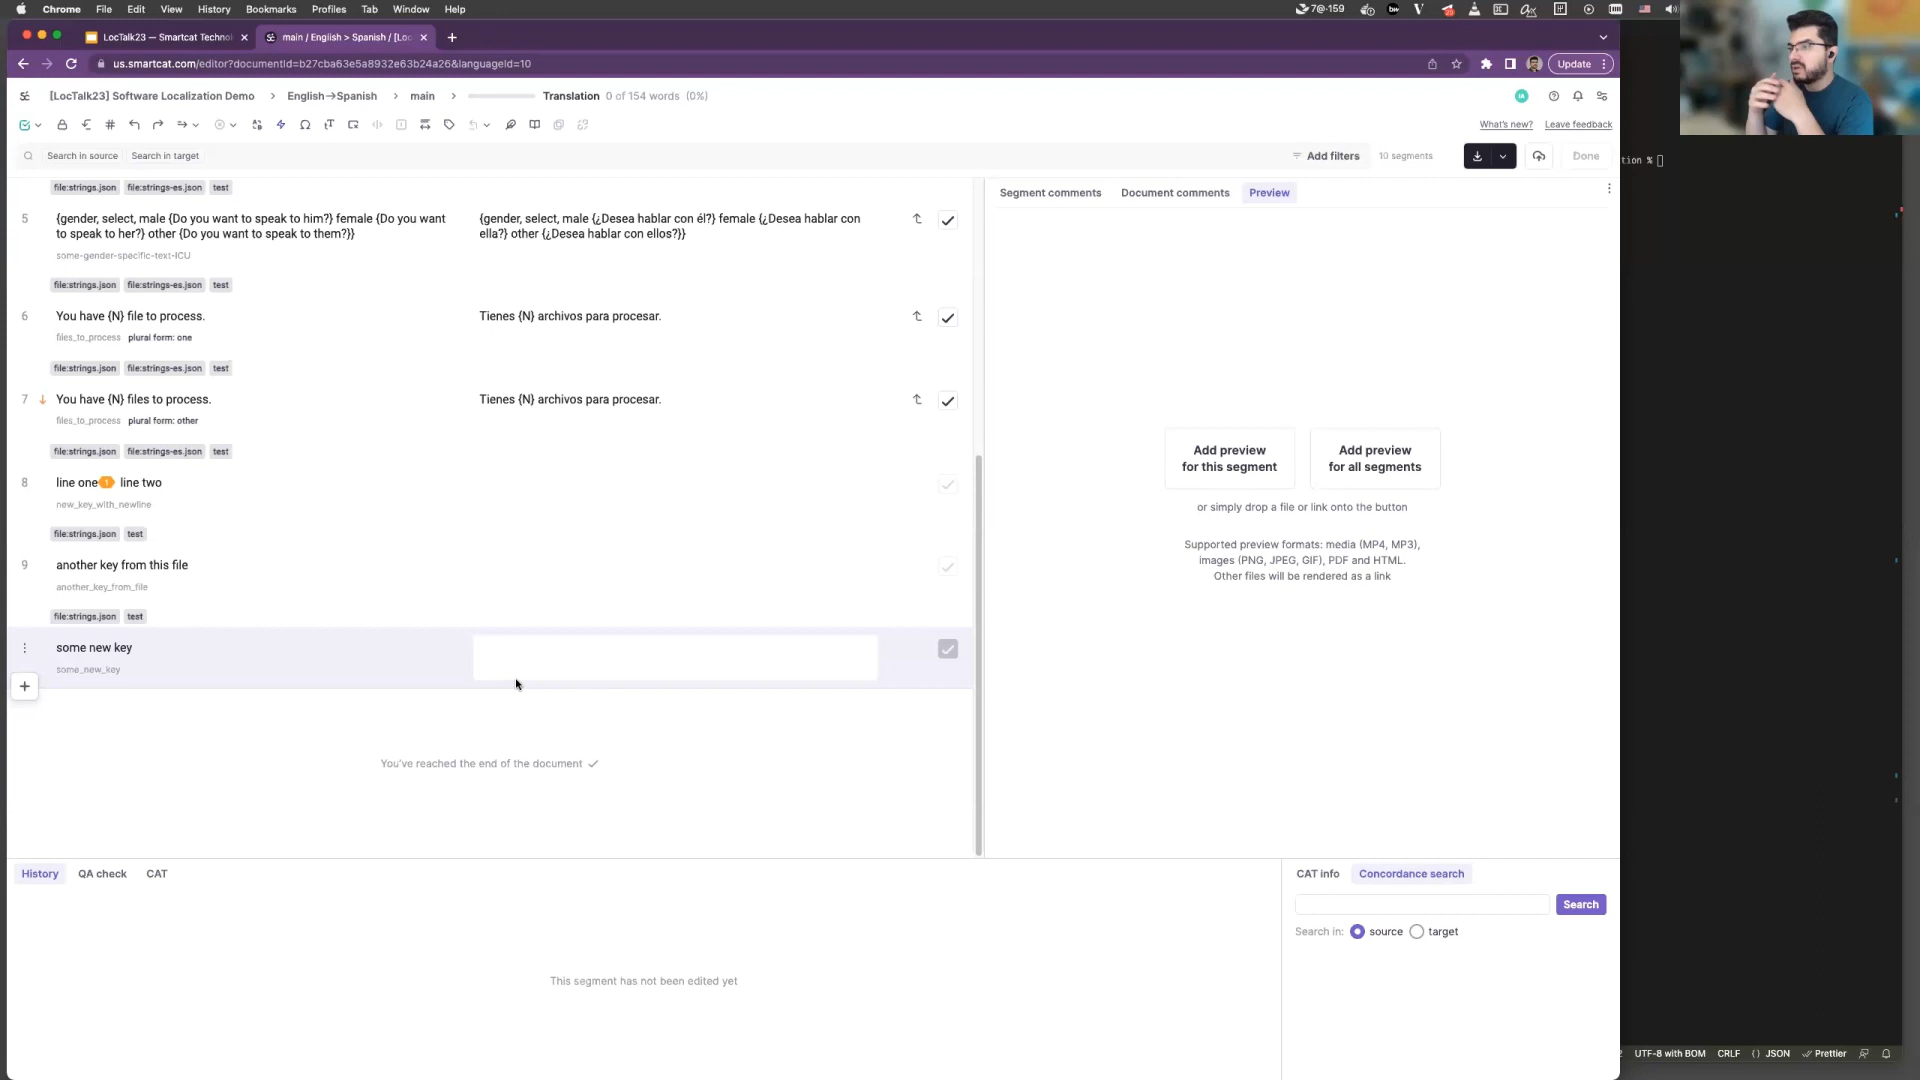 Chrome File Edit View History Bookmarks Profiles Tab Window Help
7@·159
LocTalk23 — Smartcat Technol
main / English > Spanish / [Loc
us.smartcat.com/editor?documentId=b27cba63e5a8932e63b24a26&languageId=10
Update
[LocTalk23] Software Localization Demo > English→Spanish > main > Translation 0 of 154 words (0%)
IA
What's new? Leave feedback
Search in source Search in target Add filters 10 segments Done
tion %
Segment comments Document comments Preview
file:strings.json file:strings-es.json test
5 {gender, select, male {Do you want to speak to him?} female {Do you want
to speak to her?} other {Do you want to speak to them?}}
{gender, select, male {¿Desea hablar con él?} female {¿Desea hablar con
ella?} other {¿Desea hablar con ellos?}}
some-gender-specific-text-ICU
file:strings.json file:strings-es.json test
6 You have {N} file to process. Tienes {N} archivos para procesar.
files_to_process plural form: one
file:strings.json file:strings-es.json test
7 You have {N} files to process. Tienes {N} archivos para procesar.
files_to_process plural form: other
file:strings.json file:strings-es.json test
8 line one 1 line two
new_key_with_newline
file:strings.json test
9 another key from this file
another_key_from_file
file:strings.json test
some new key
some_new_key
You've reached the end of the document
Add preview
for this segment
Add preview
for all segments
or simply drop a file or link onto the button
Supported preview formats: media (MP4, MP3),
images (PNG, JPEG, GIF), PDF and HTML.
Other files will be rendered as a link
History QA check CAT
This segment has not been edited yet
CAT info Concordance search
Search
Search in: source target
UTF-8 with BOM CRLF {} JSON Prettier